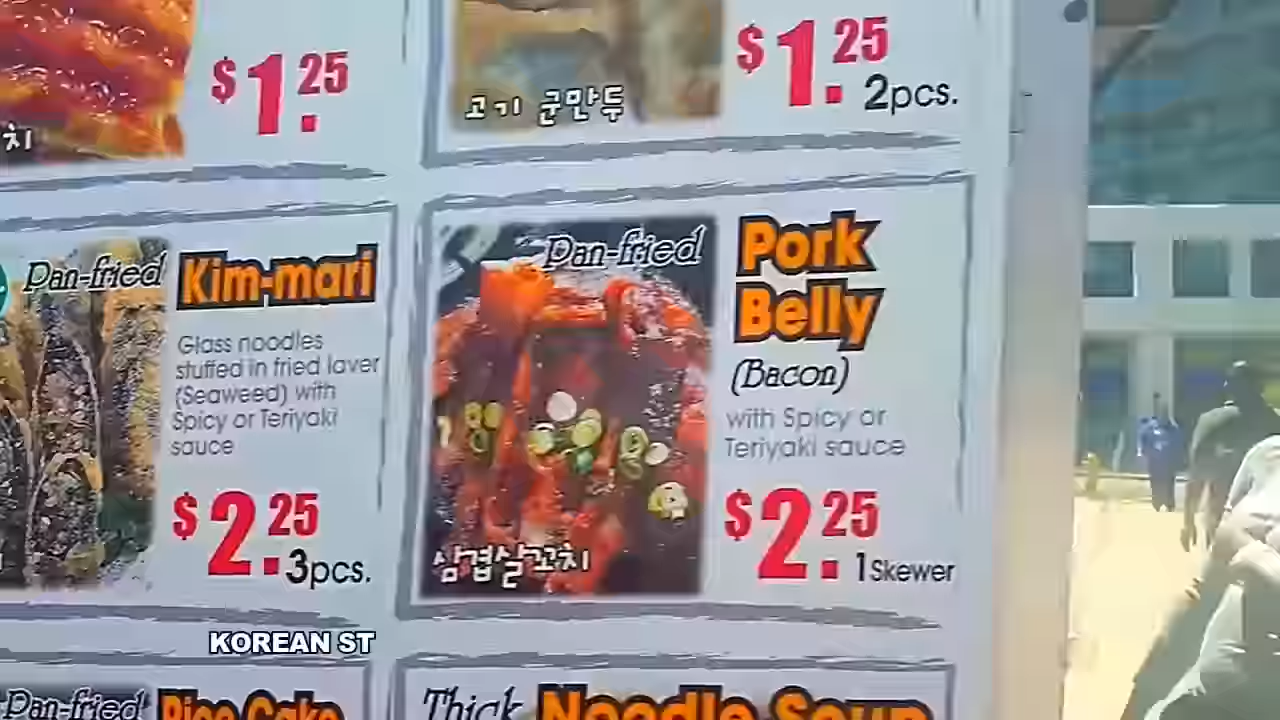 $1.25
치
$1.25
2pcs.
고기 군만두
Pan-fried
Kim-mari
Glass noodles
stuffed in fried laver
(Seaweed) with
Spicy or Teriyaki
sauce
$2.25
3pcs.
Pan-fried
Pork
Belly
(Bacon)
with Spicy or
Teriyaki sauce
$2.25
1 Skewer
삼겹살꼬치
KOREAN ST
Pan-fried
Rice Cake
Thick
Noodle Soup